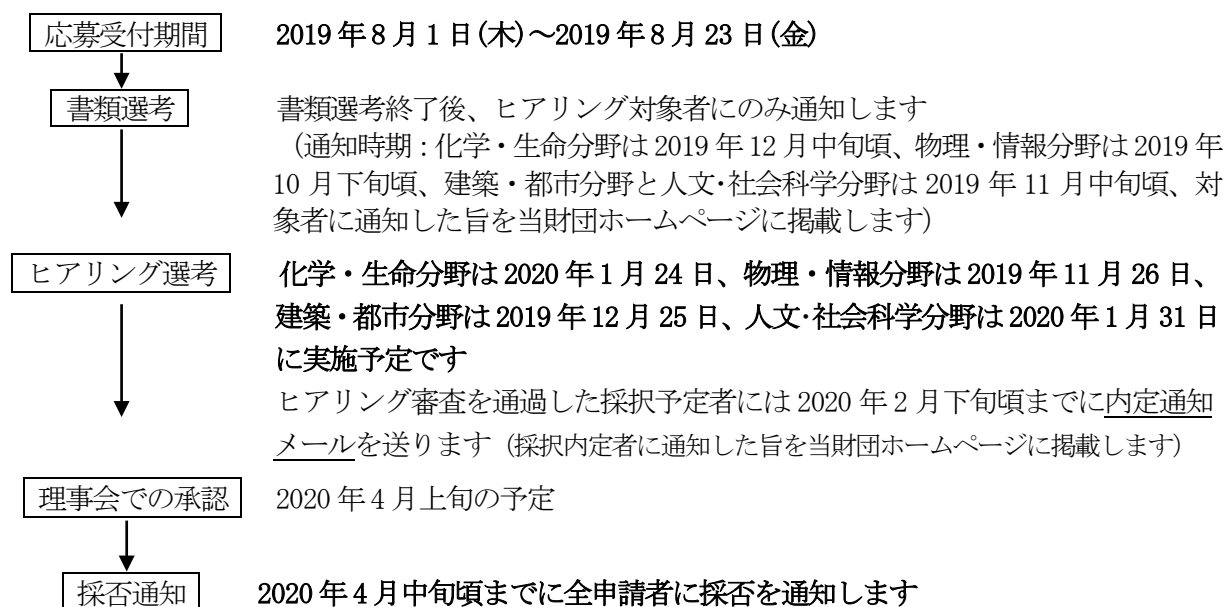 応募受付期間 2019年8月1日(木)～2019年8月23日(金)
書類選考 書類選考終了後、ヒアリング対象者にのみ通知します
(通知時期：化学・生命分野は2019年12月中旬頃、物理・情報分野は2019年
10月下旬頃、建築・都市分野と人文・社会科学分野は2019年11月中旬頃、対
象者に通知した旨を当財団ホームページに掲載します)
ヒアリング選考 化学・生命分野は2020年1月24日、物理・情報分野は2019年11月26日、
建築・都市分野は2019年12月25日、人文・社会科学分野は2020年1月31日
に実施予定です
ヒアリング審査を通過した採択予定者には2020年2月下旬頃までに内定通知
メールを送ります (採択内定者に通知した旨を当財団ホームページに掲載します)
理事会での承認 2020年4月上旬の予定
採否通知 2020年4月中旬頃までに全申請者に採否を通知します